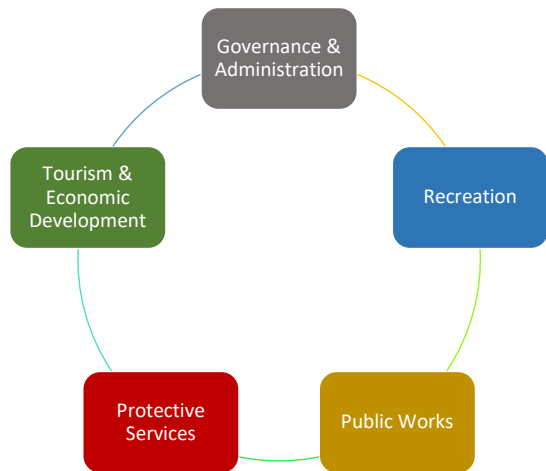 Governance &
Administration
Recreation
Public Works
Protective
Services
Tourism &
Economic
Development